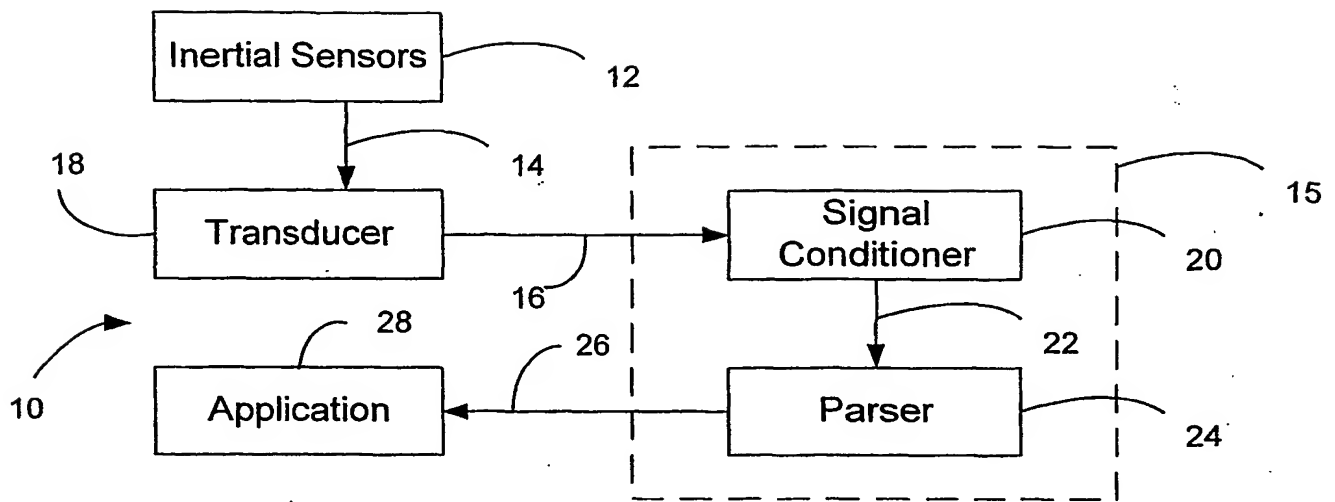 Inertial Sensors
12
14
18
15
Transducer
Signal
Conditioner
20
16
28
26
22
10
Application
Parser
24